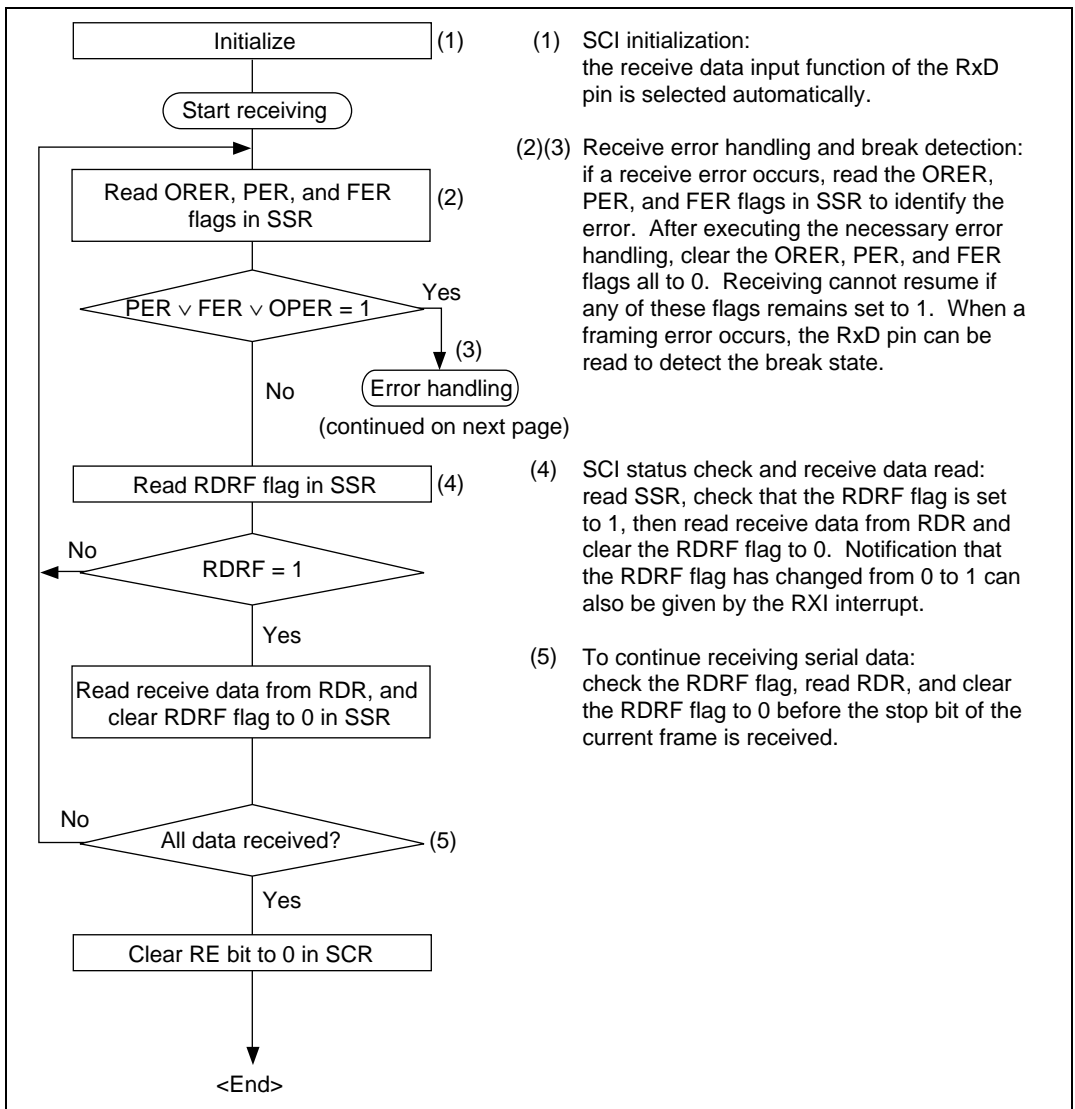 Initialize
(1)
Start receiving
Read ORER, PER, and FER
flags in SSR
(2)
PER ∨ FER ∨ OPER = 1
Yes
(3)
No
Error handling
(continued on next page)
Read RDRF flag in SSR
(4)
No
RDRF = 1
Yes
Read receive data from RDR, and
clear RDRF flag to 0 in SSR
No
All data received?
(5)
Yes
Clear RE bit to 0 in SCR
<End>
(1) SCI initialization:
the receive data input function of the RxD
pin is selected automatically.
(2)(3) Receive error handling and break detection:
if a receive error occurs, read the ORER,
PER, and FER flags in SSR to identify the
error. After executing the necessary error
handling, clear the ORER, PER, and FER
flags all to 0. Receiving cannot resume if
any of these flags remains set to 1. When a
framing error occurs, the RxD pin can be
read to detect the break state.
(4) SCI status check and receive data read:
read SSR, check that the RDRF flag is set
to 1, then read receive data from RDR and
clear the RDRF flag to 0. Notification that
the RDRF flag has changed from 0 to 1 can
also be given by the RXI interrupt.
(5) To continue receiving serial data:
check the RDRF flag, read RDR, and clear
the RDRF flag to 0 before the stop bit of the
current frame is received.